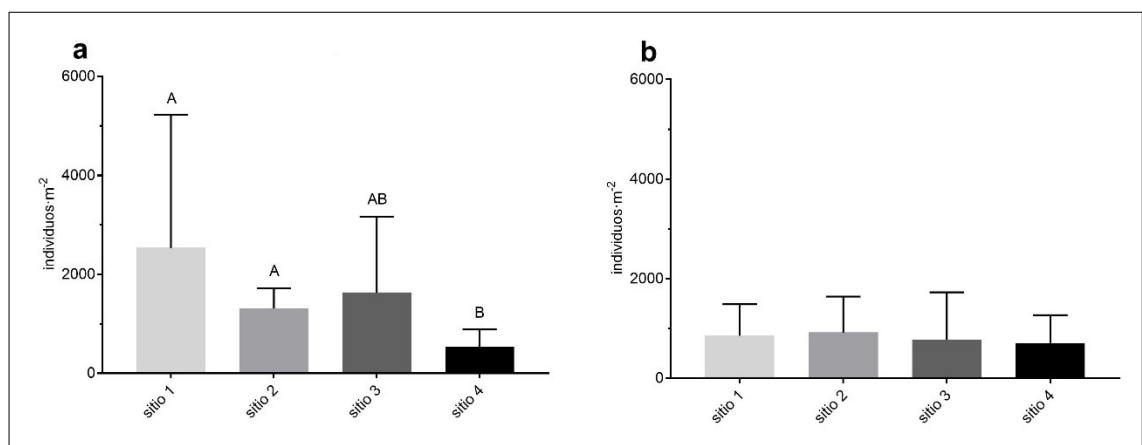 a
6000
4000
2000
0
individuos·m-2
A
A
AB
B
sitio 1
sitio 2
sitio 3
sitio 4
b
6000
4000
2000
0
individuos·m-2
sitio 1
sitio 2
sitio 3
sitio 4